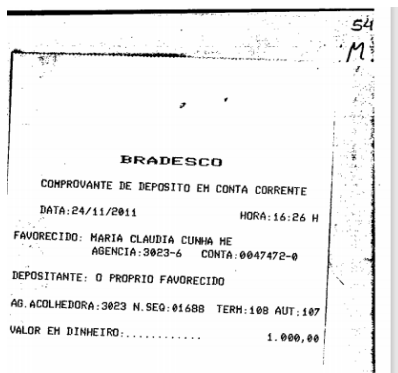 54
M.
BRADESCO
COMPROVANTE DE DEPOSITO EM CONTA CORRENTE
DATA:24/11/2011 HORA:16:26 H
FAVORECIDO: MARIA CLAUDIA CUNHA ME
AGENCIA:3023-6 CONTA:0047472-0
DEPOSITANTE: O PROPRIO FAVORECIDO
AG.ACOLHEDORA:3023 N.SEQ:01688 TERM:108 AUT:107
VALOR EM DINHEIRO:............ 1.000,00